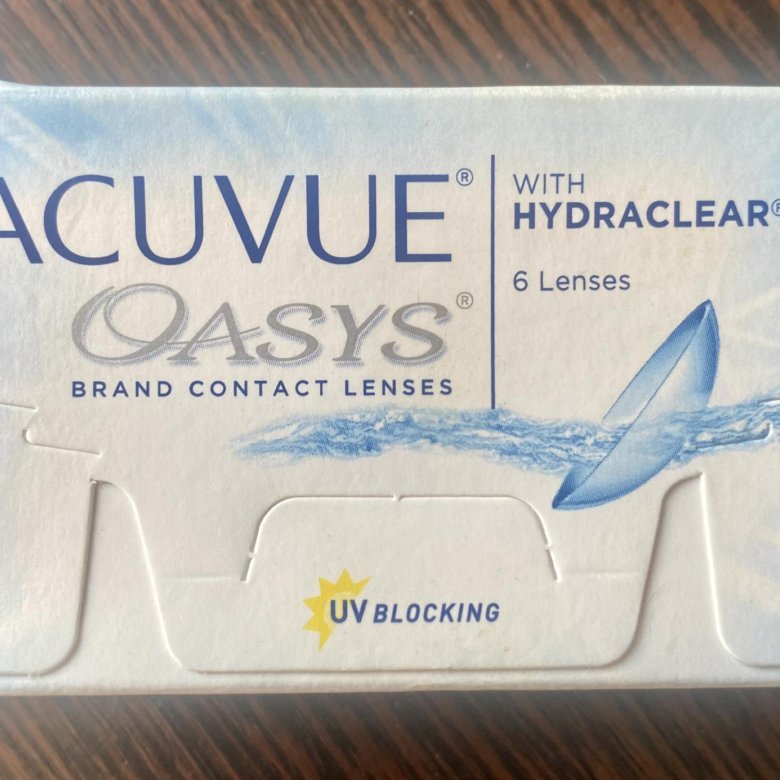 ACUVUE®
OASYS®
BRAND CONTACT LENSES
WITH
HYDRACLEAR®
6 Lenses
UV BLOCKING